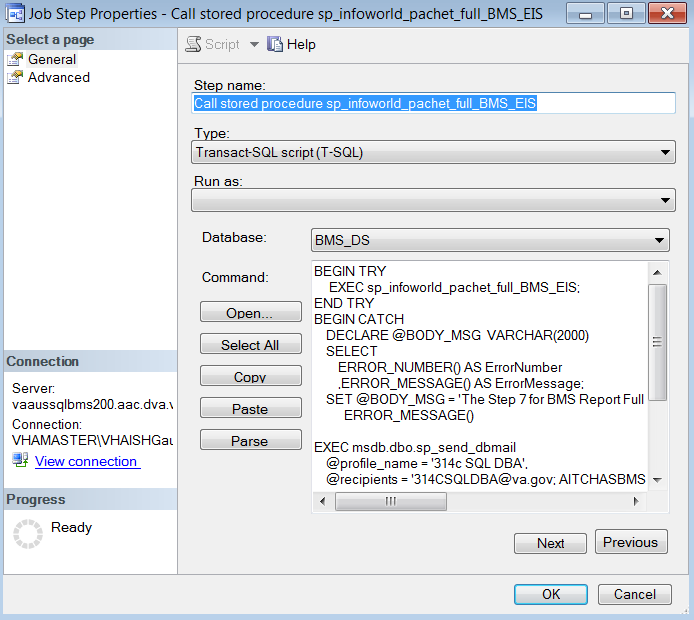 Job Step Properties - Call stored procedure sp_infoworld_pachet_full_BMS_EIS
Select a page
General
Advanced
Script
Help
Step name:
Call stored procedure sp_infoworld_pachet_full_BMS_EIS
Type:
Transact-SQL script (T-SQL)
Run as:
Database:
BMS_DS
Command:
Open...
Select All
Copy
Paste
Parse
BEGIN TRY
EXEC sp_infoworld_pachet_full_BMS_EIS;
END TRY
BEGIN CATCH
DECLARE @BODY_MSG VARCHAR(2000)
SELECT
ERROR_NUMBER() AS ErrorNumber
,ERROR_MESSAGE() AS ErrorMessage;
SET @BODY_MSG = 'The Step 7 for BMS Report Full
ERROR_MESSAGE()
EXEC msdb.dbo.sp_send_dbmail
@profile_name = '314c SQL DBA',
@recipients = '314CSQLDBA@va.gov; AITCHASBMS
Connection
Server:
vaaussqlbms200.aac.dva.v
Connection:
VHAMASTER\VHAISHGau
View connection
Progress
Ready
Next
Previous
OK
Cancel